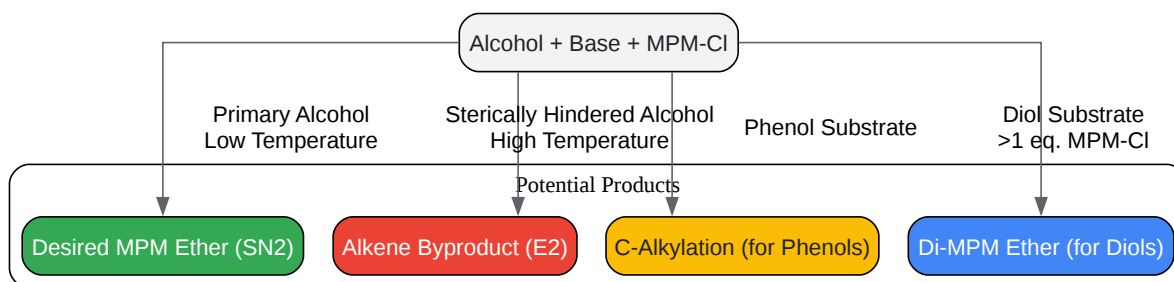 Alcohol + Base + MPM-Cl
Primary Alcohol
Low Temperature
Sterically Hindered Alcohol
High Temperature
Phenol Substrate
Diol Substrate
>1 eq. MPM-Cl
Potential Products
Desired MPM Ether (SN2)
Alkene Byproduct (E2)
C-Alkylation (for Phenols)
Di-MPM Ether (for Diols)